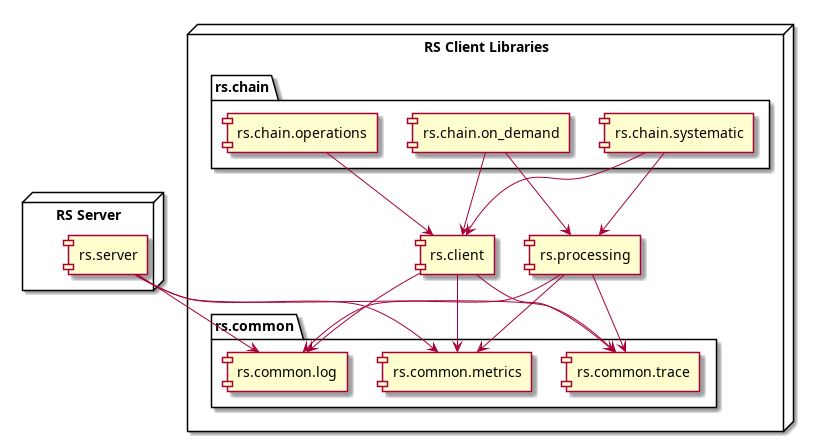 RS Client Libraries
rs.chain
rs.chain.operations
rs.chain.on_demand
rs.chain.systematic
RS Server
rs.server
rs.client
rs.processing
rs.common
rs.common.log
rs.common.metrics
rs.common.trace